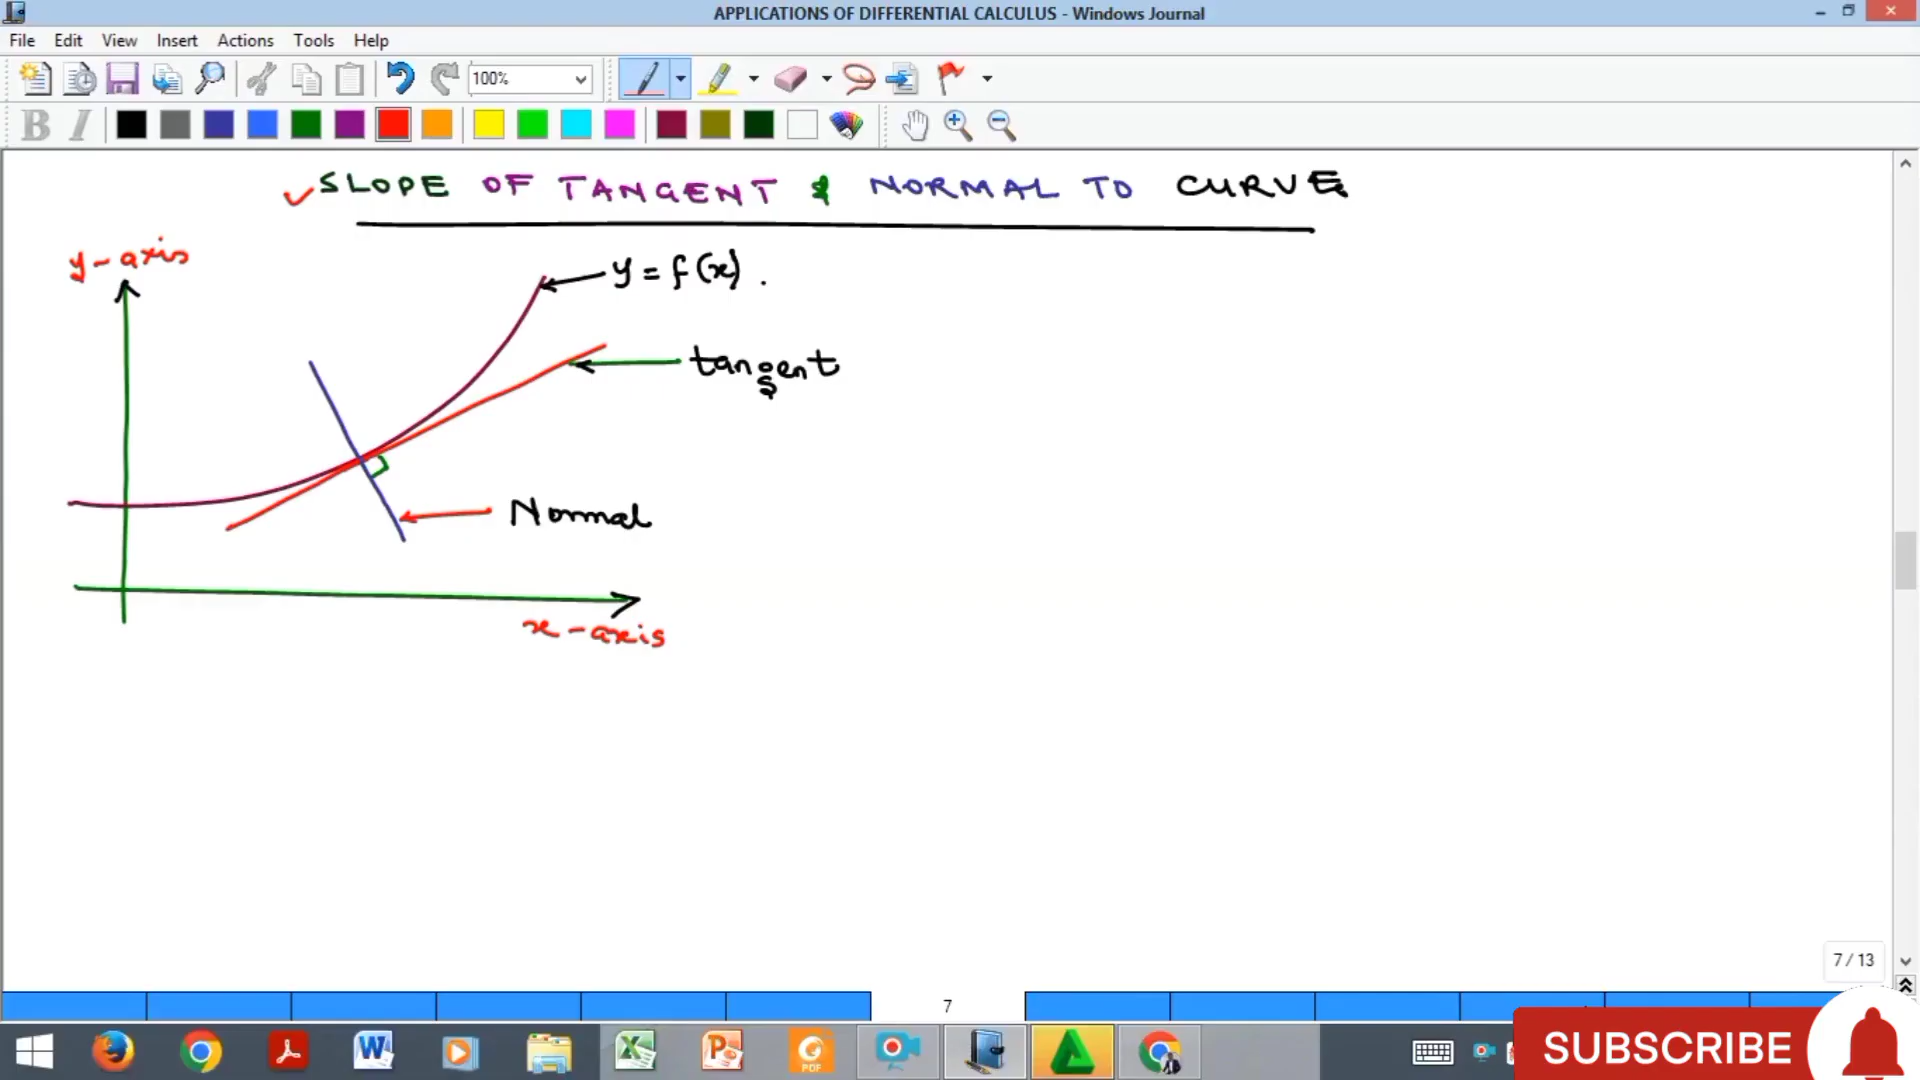 APPLICATIONS OF DIFFERENTIAL CALCULUS - Windows Journal
File Edit View Insert Actions Tools Help
100%
B I
SLOPE OF TANGENT & NORMAL TO CURVE
y-axis
y = f(x).
tangent
Normal
x-axis
7 / 13
7
SUBSCRIBE